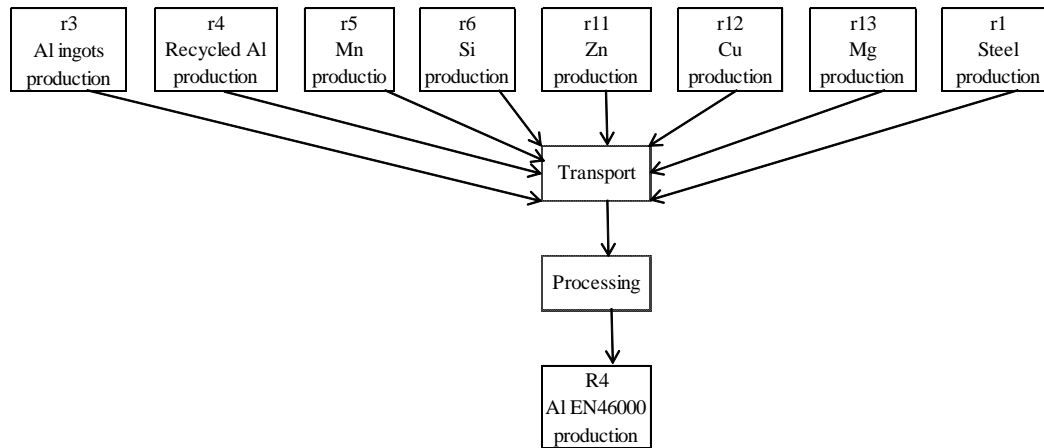 r3
Al ingots
production
r4
Recycled Al
production
r5
Mn
productio
r6
Si
production
r11
Zn
production
r12
Cu
production
r13
Mg
production
r1
Steel
production
Transport
Processing
R4
Al EN46000
production